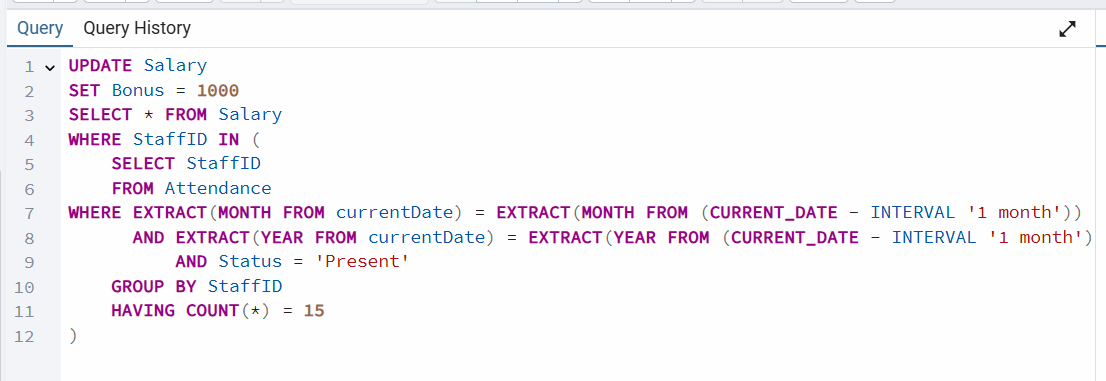 Query Query History
1 UPDATE Salary
2 SET Bonus = 1000
3 SELECT * FROM Salary
4 WHERE StaffID IN (
5 SELECT StaffID
6 FROM Attendance
7 WHERE EXTRACT(MONTH FROM currentDate) = EXTRACT(MONTH FROM (CURRENT_DATE - INTERVAL '1 month'))
8 AND EXTRACT(YEAR FROM currentDate) = EXTRACT(YEAR FROM (CURRENT_DATE - INTERVAL '1 month')
9 AND Status = 'Present'
10 GROUP BY StaffID
11 HAVING COUNT(*) = 15
12 )